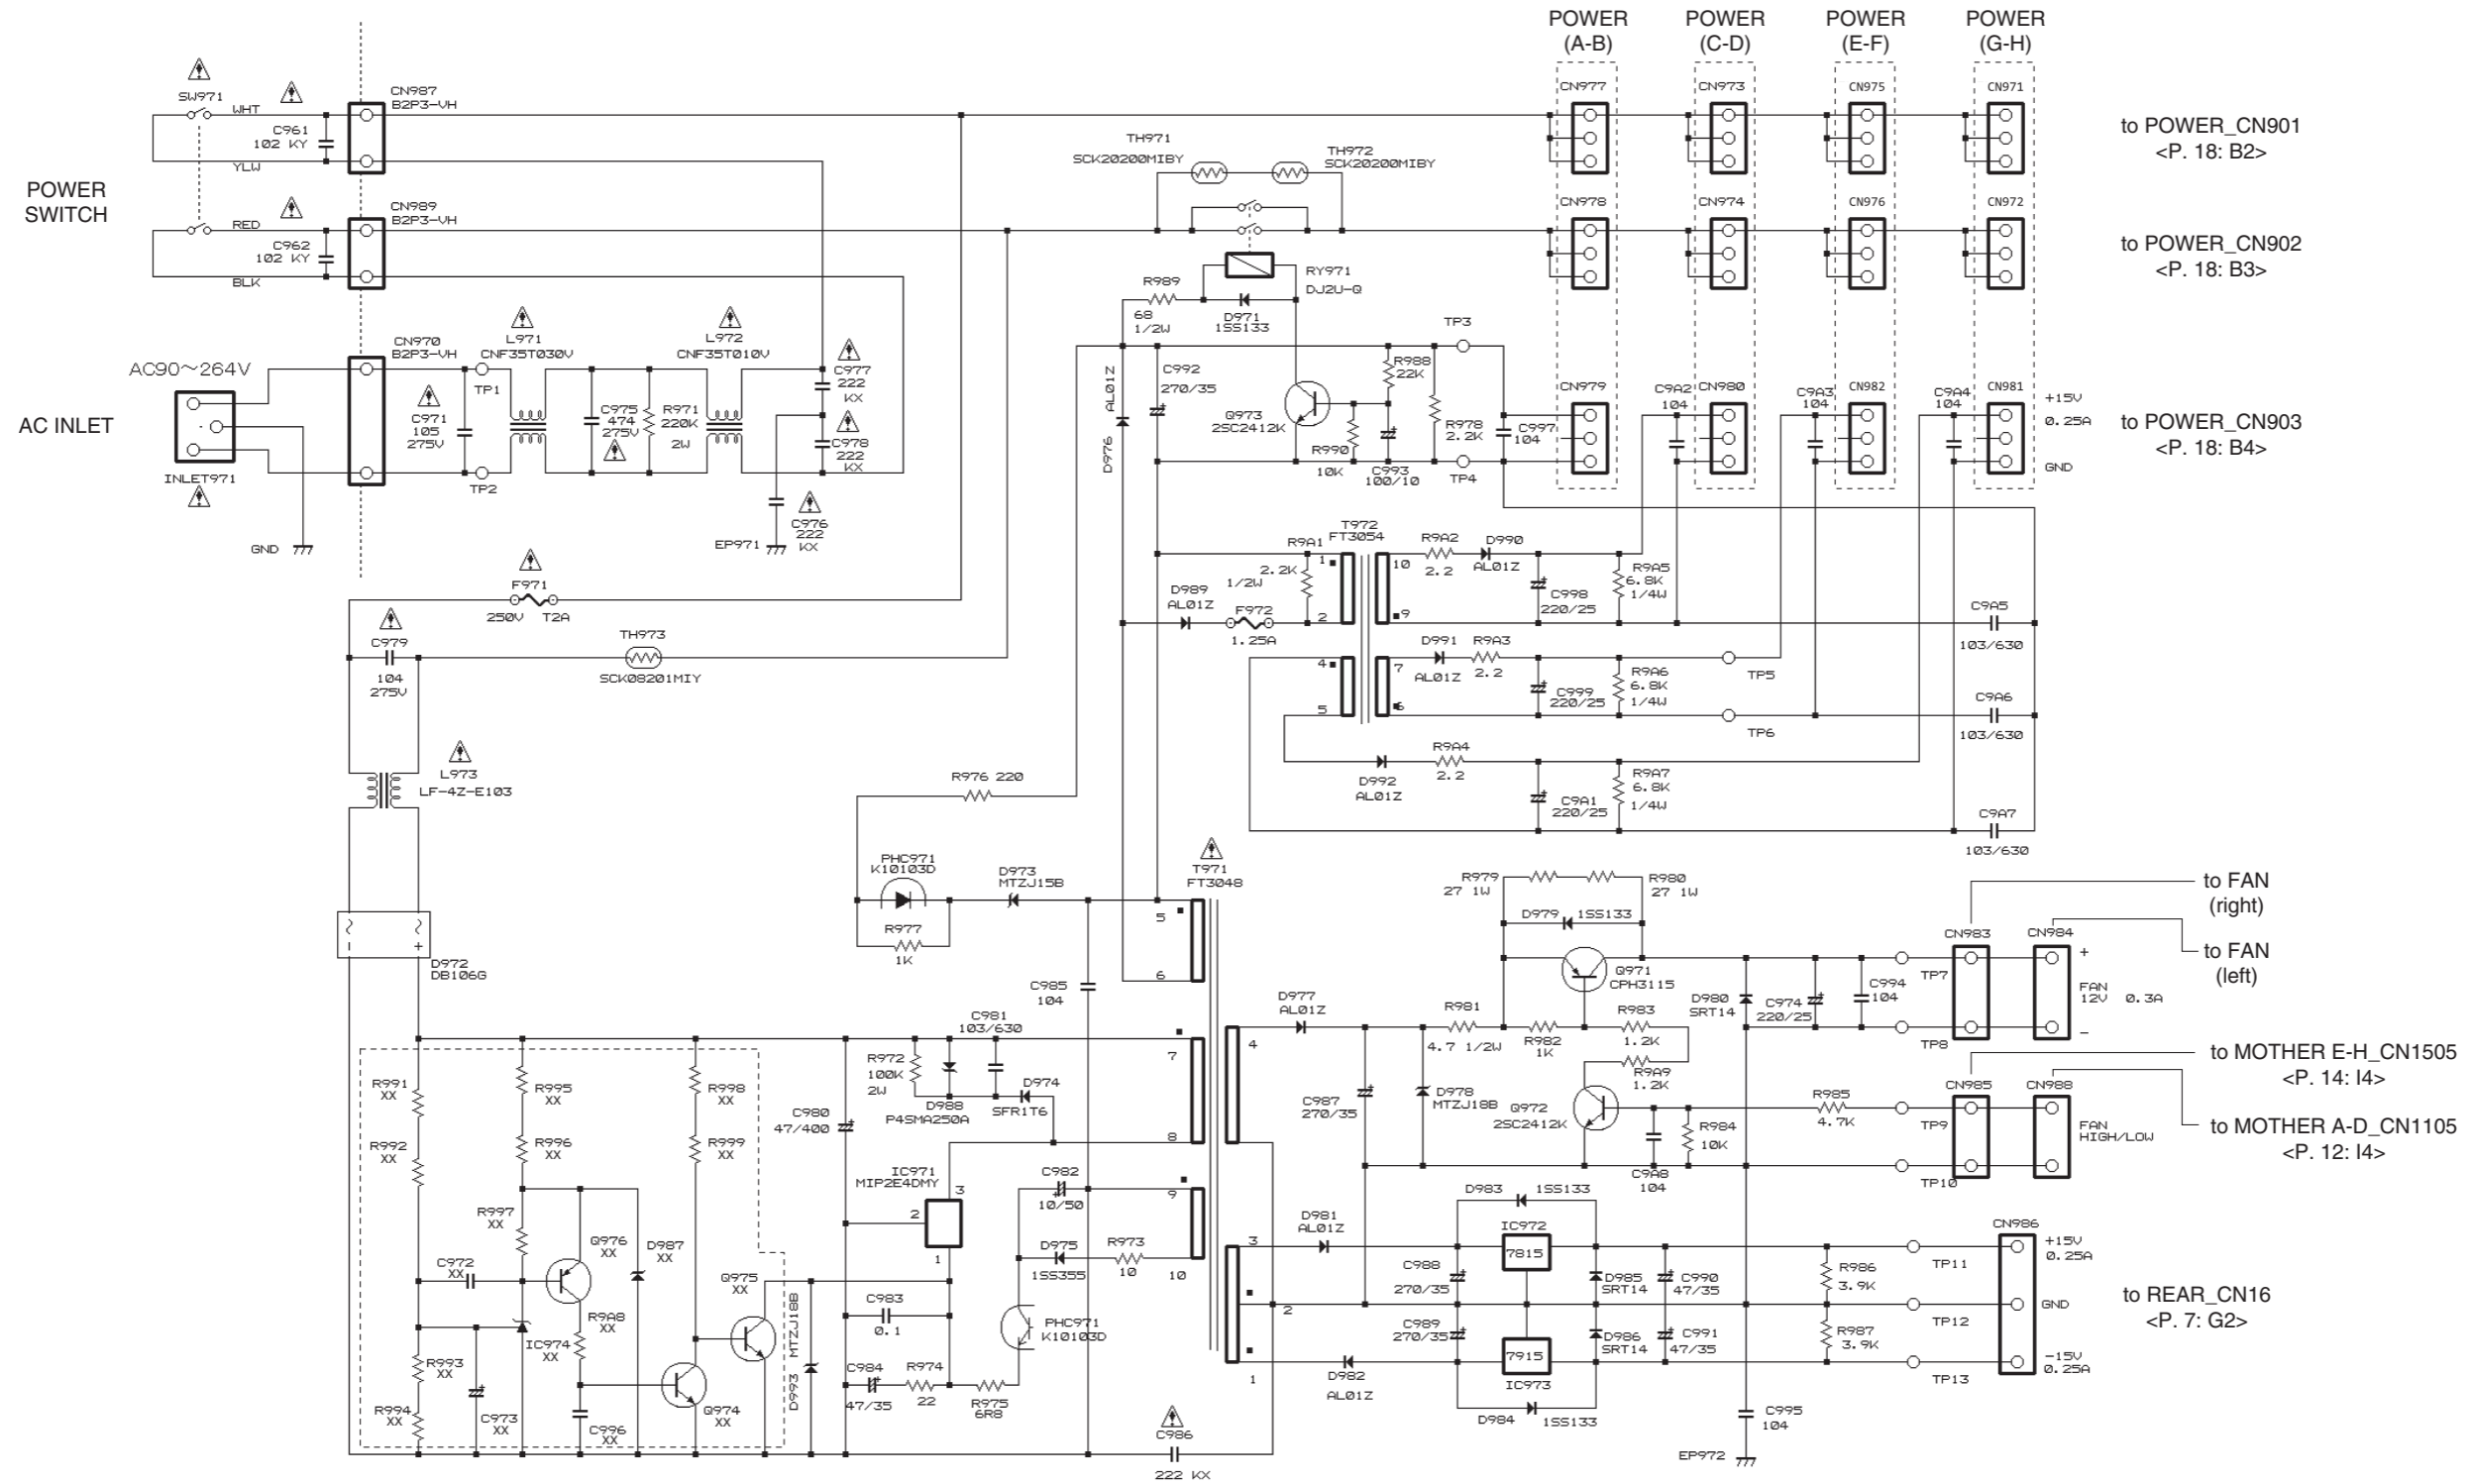 POWER
(A-B)
POWER
(C-D)
POWER
(E-F)
POWER
(G-H)
SW971
WHT
C961
102 KY
YLW
CN987
B2P3-VH
POWER
SWITCH
RED
C962
102 KY
BLK
CN989
B2P3-VH
TH971
SCK20200MIBY
TH972
SCK20200MIBY
CN977
CN973
CN975
CN971
to POWER_CN901
<P. 18: B2>
CN978
CN974
CN976
CN972
to POWER_CN902
<P. 18: B3>
RY971
DJ2U-Q
R989
68
1/2W
D971
1SS133
TP3
AC90~264V
AC INLET
INLET971
GND
CN970
B2P3-VH
C971
105
275V
TP1
TP2
L971
CNF35T030V
C975
474
275V
R971
220K
2W
L972
CNF35T010V
C977
222
KX
C978
222
KX
C976
222
KX
EP971
AL01Z
D976
C992
270/35
Q973
2SC2412K
R988
22K
R990
10K
C993
100/10
R978
2.2K
TP4
C997
104
CN979
C9A2
104
CN980
C9A3
104
CN982
C9A4
104
CN981
+15V
0.25A
GND
to POWER_CN903
<P. 18: B4>
F971
250V T2A
C979
104
275V
TH973
SCK08201MIY
T972
FT3054
R9A1
2.2K
1/2W
D989
AL01Z
F972
1.25A
1
2
4
5
10
9
7
6
R9A2
2.2
D990
AL01Z
C998
220/25
R9A5
6.8K
1/4W
C9A5
103/630
D991
AL01Z
R9A3
2.2
C999
220/25
R9A6
6.8K
1/4W
TP5
TP6
C9A6
103/630
D992
AL01Z
R9A4
2.2
C9A1
220/25
R9A7
6.8K
1/4W
C9A7
103/630
L973
LF-4Z-E103
R976 220
PHC971
K10103D
R977
1K
D973
MTZJ15B
T971
FT3048
5
6
7
8
9
10
4
3
2
1
D972
DB106G
C985
104
R979
27 1W
R980
27 1W
D979
1SS133
Q971
CPH3115
D977
AL01Z
R981
4.7 1/2W
R982
1K
R983
1.2K
R9A9
1.2K
C987
270/35
D978
MTZJ18B
Q972
2SC2412K
D980
SRT14
C974
220/25
C994
104
TP7
TP8
CN983
CN984
+
FAN
12V 0.3A
-
to FAN
(right)
to FAN
(left)
C9A8
104
R984
10K
R985
4.7K
TP9
TP10
CN985
CN988
FAN
HIGH/LOW
to MOTHER E-H_CN1505
<P. 14: I4>
to MOTHER A-D_CN1105
<P. 12: I4>
R991
XX
R992
XX
R995
XX
R996
XX
R998
XX
R999
XX
R997
XX
C972
XX
Q976
XX
D987
XX
Q975
XX
R9A8
XX
IC974
XX
R993
XX
R994
XX
C973
XX
C996
XX
Q974
XX
C980
47/400
R972
100K
2W
D988
P4SMA250A
C981
103/630
D974
SFR1T6
IC971
MIP2E4DMY
3
2
1
C982
10/50
D975
1SS355
R973
10
PHC971
K10103D
MTZJ18B
D993
C983
0.1
C984
47/35
R974
22
R975
6R8
C986
222 KX
D981
AL01Z
D982
AL01Z
C988
270/35
C989
270/35
D983
1SS133
IC972
7815
7915
IC973
D984
1SS133
D985
SRT14
D986
SRT14
C990
47/35
C991
47/35
R986
3.9K
R987
3.9K
TP11
TP12
TP13
CN986
+15V
0.25A
GND
-15V
0.25A
to REAR_CN16
<P. 7: G2>
C995
104
EP972